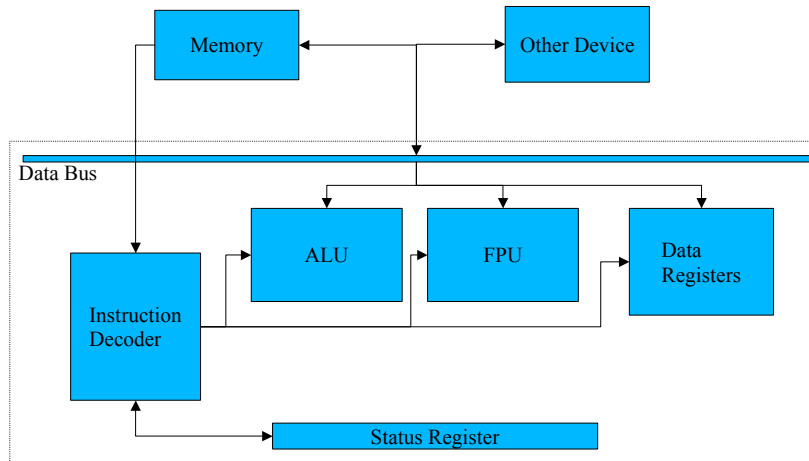 Memory
Other Device
Data Bus
ALU
FPU
Data
Registers
Instruction
Decoder
Status Register